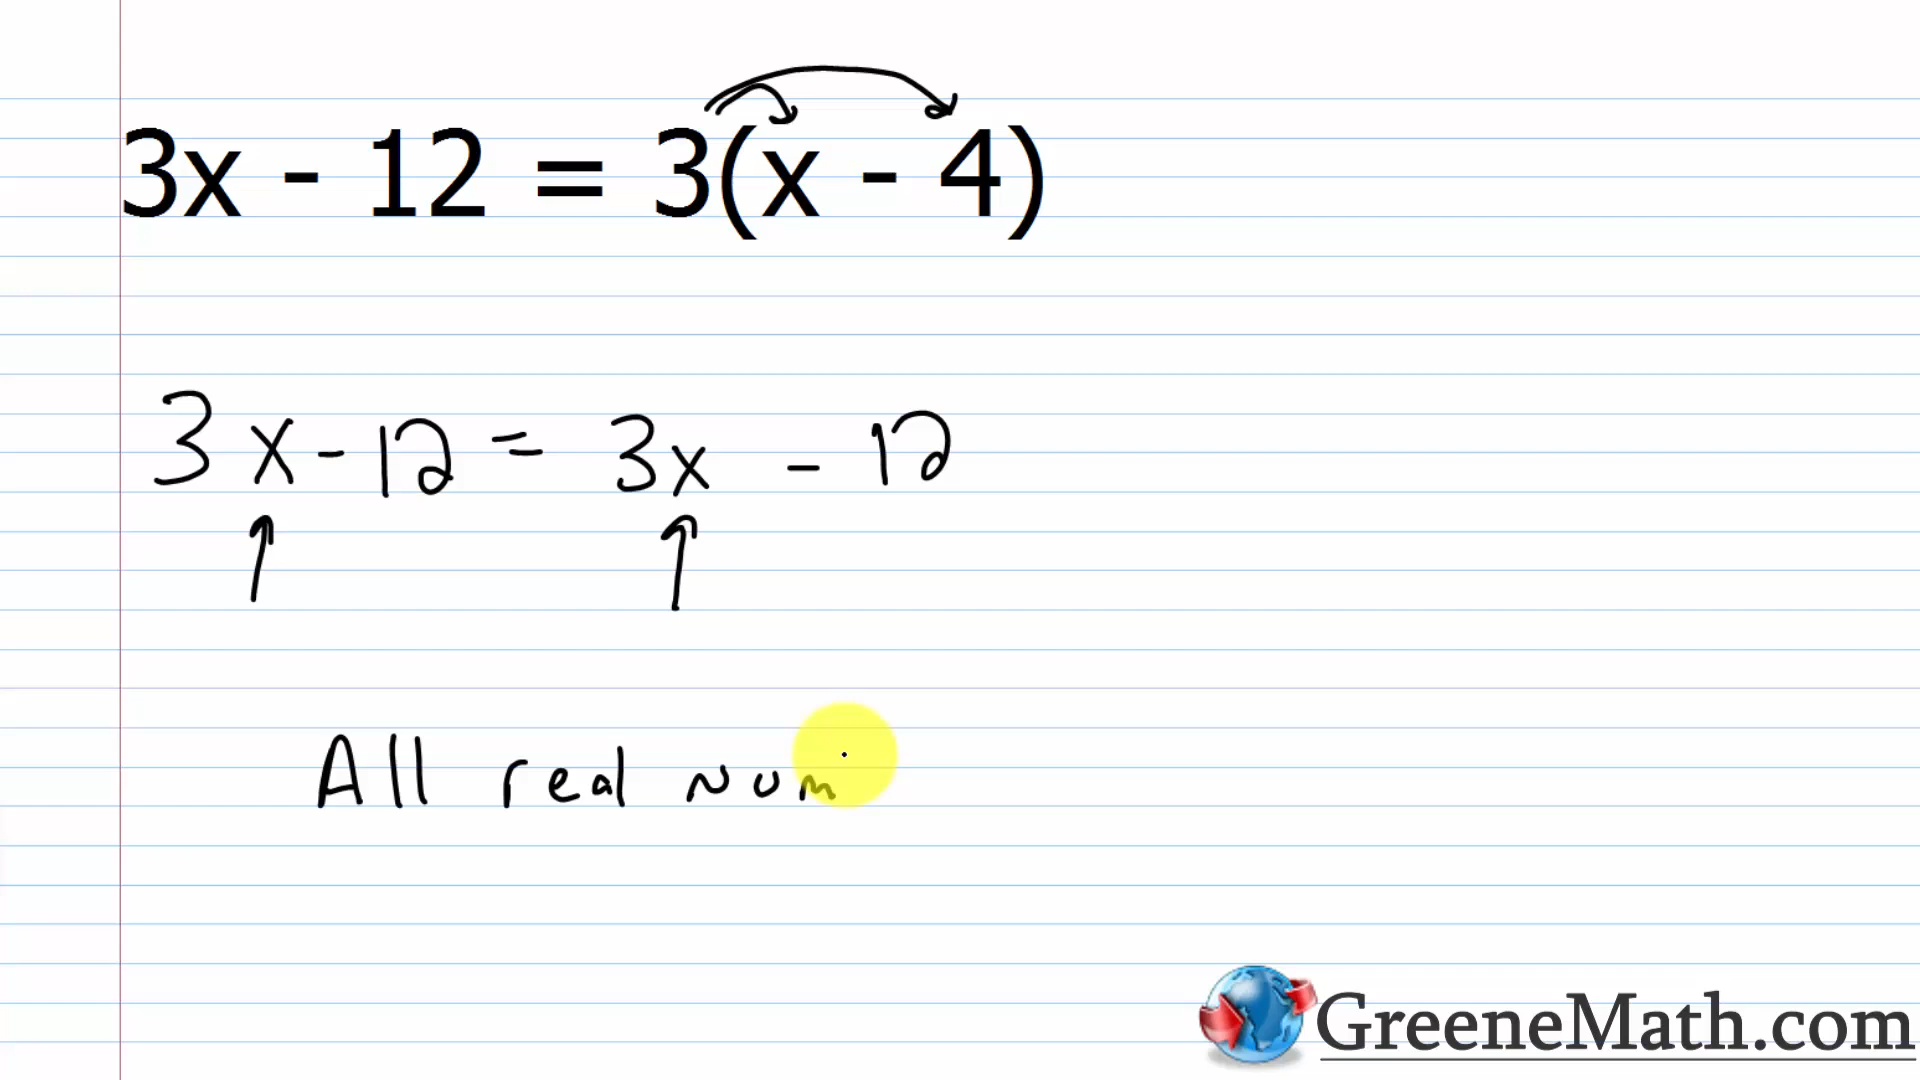 3x - 12 = 3(x - 4)
3x - 12 = 3x - 12
All real num
GreeneMath.com